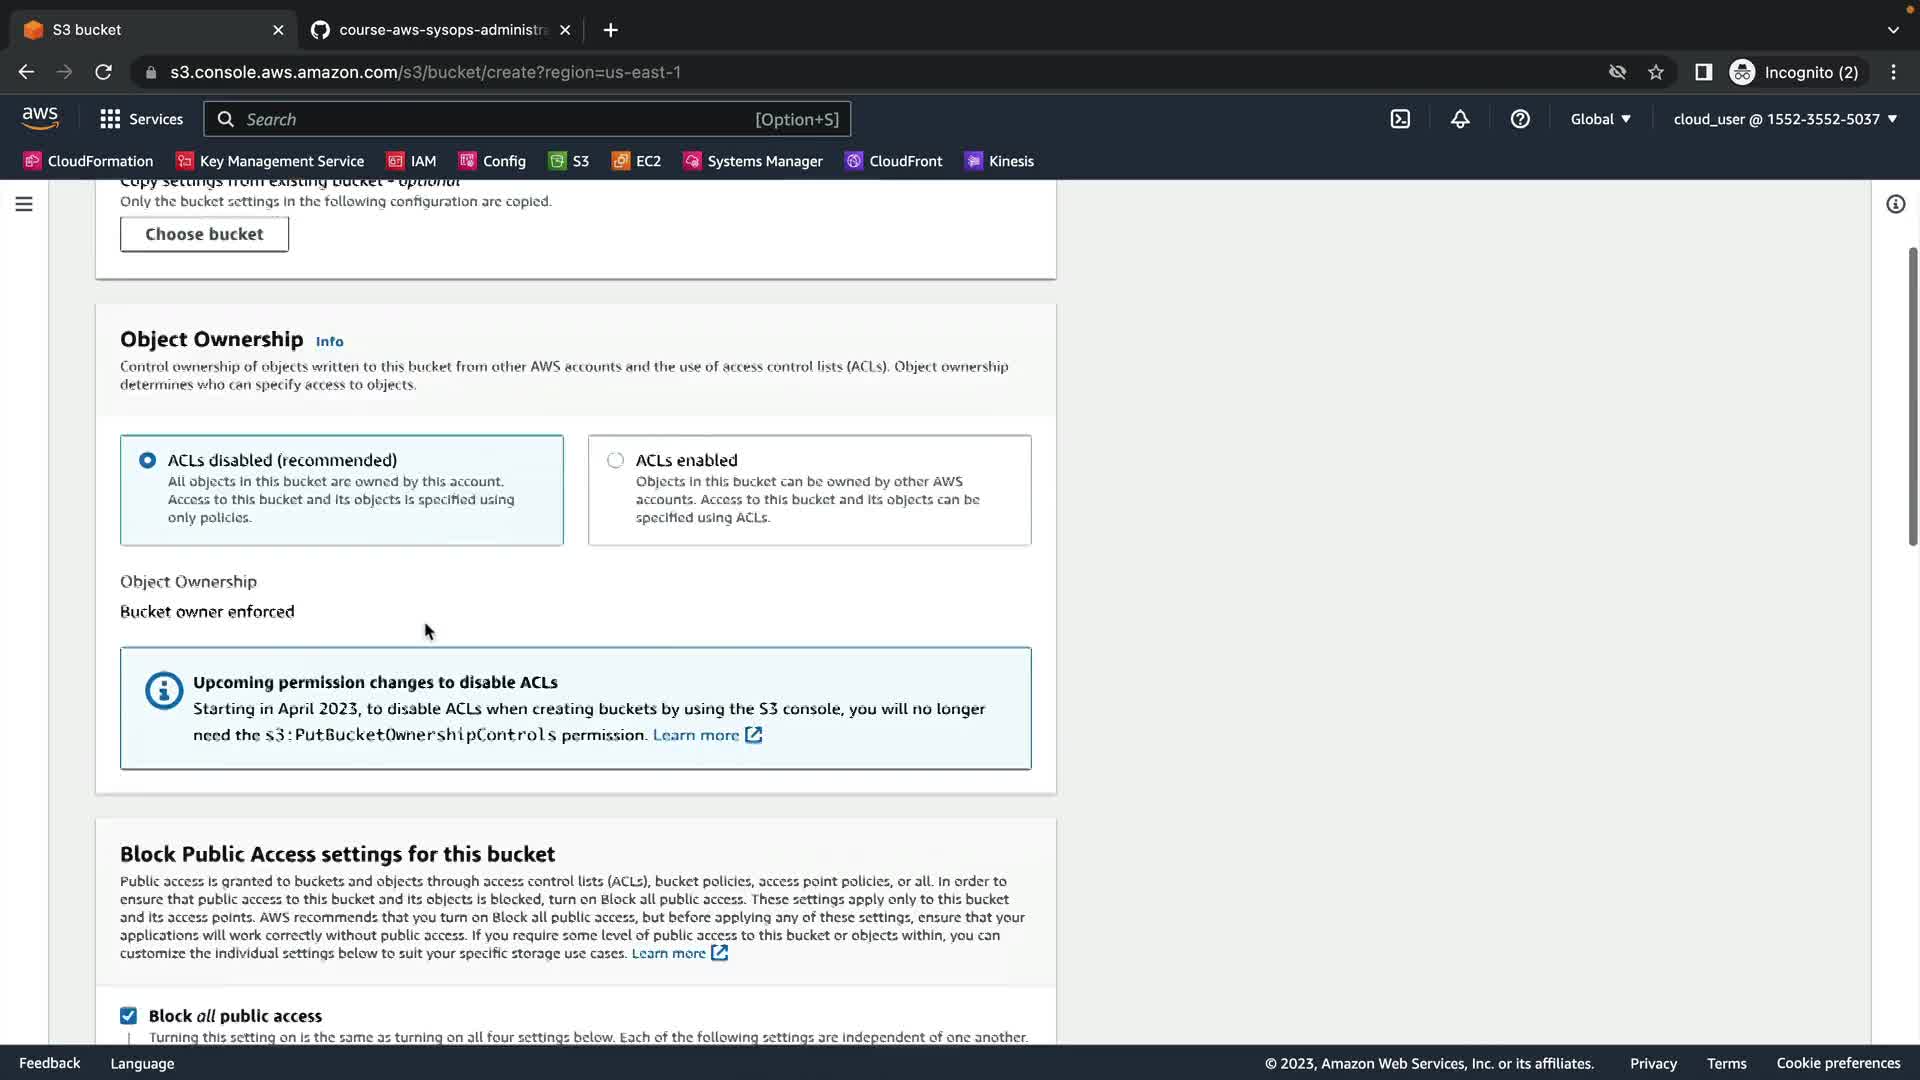 S3 bucket
course-aws-sysops-administra
s3.console.aws.amazon.com/s3/bucket/create?region=us-east-1
Incognito (2)
aws
Services
Search
[Option+S]
Global
cloud_user @ 1552-3552-5037
CloudFormation
Key Management Service
IAM
Config
S3
EC2
Systems Manager
CloudFront
Kinesis
Copy settings from existing bucket - optional
Only the bucket settings in the following configuration are copied.
Choose bucket
Object Ownership Info
Control ownership of objects written to this bucket from other AWS accounts and the use of access control lists (ACLs). Object ownership
determines who can specify access to objects.
ACLs disabled (recommended)
All objects in this bucket are owned by this account.
Access to this bucket and its objects is specified using
only policies.
ACLs enabled
Objects in this bucket can be owned by other AWS
accounts. Access to this bucket and its objects can be
specified using ACLs.
Object Ownership
Bucket owner enforced
Upcoming permission changes to disable ACLs
Starting in April 2023, to disable ACLs when creating buckets by using the S3 console, you will no longer
need the s3:PutBucketOwnershipControls permission. Learn more
Block Public Access settings for this bucket
Public access is granted to buckets and objects through access control lists (ACLs), bucket policies, access point policies, or all. In order to
ensure that public access to this bucket and its objects is blocked, turn on Block all public access. These settings apply only to this bucket
and its access points. AWS recommends that you turn on Block all public access, but before applying any of these settings, ensure that your
applications will work correctly without public access. If you require some level of public access to this bucket or objects within, you can
customize the individual settings below to suit your specific storage use cases. Learn more
Block all public access
Turning this setting on is the same as turning on all four settings below. Each of the following settings are independent of one another.
Feedback
Language
© 2023, Amazon Web Services, Inc. or its affiliates.
Privacy
Terms
Cookie preferences